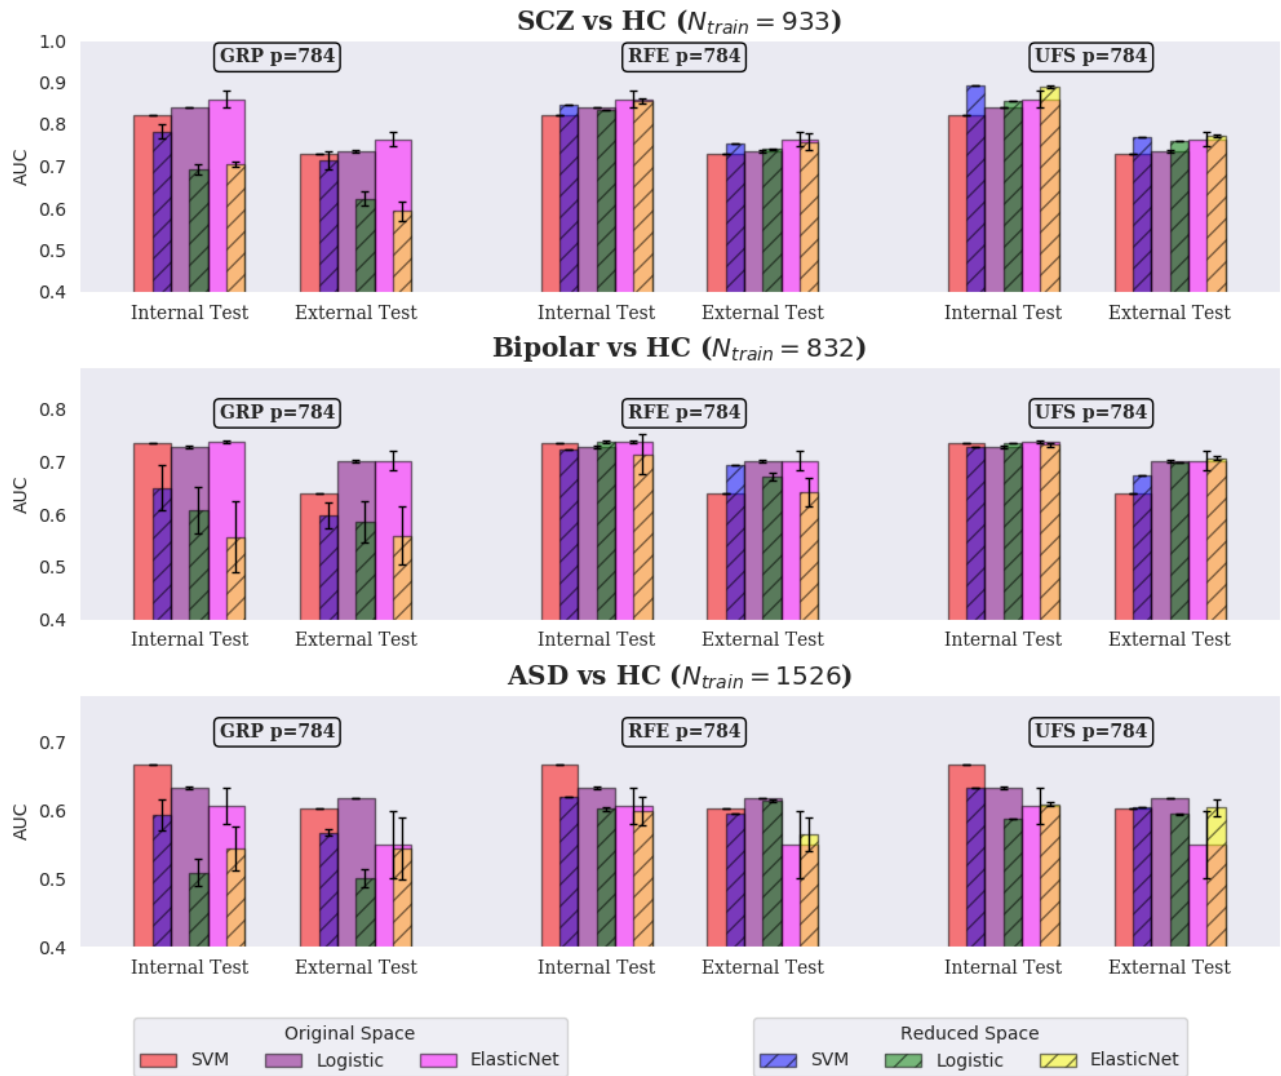 SCZ vs HC (N_train = 933)
1.0
GRP p=784
RFE p=784
UFS p=784
0.9
0.8
0.7
0.6
0.5
0.4
AUC
Internal Test
External Test
Internal Test
External Test
Internal Test
External Test
Bipolar vs HC (N_train = 832)
GRP p=784
RFE p=784
UFS p=784
0.8
0.7
0.6
0.5
0.4
AUC
Internal Test
External Test
Internal Test
External Test
Internal Test
External Test
ASD vs HC (N_train = 1526)
GRP p=784
RFE p=784
UFS p=784
0.7
0.6
0.5
0.4
AUC
Internal Test
External Test
Internal Test
External Test
Internal Test
External Test
Original Space
SVM Logistic ElasticNet
Reduced Space
SVM Logistic ElasticNet